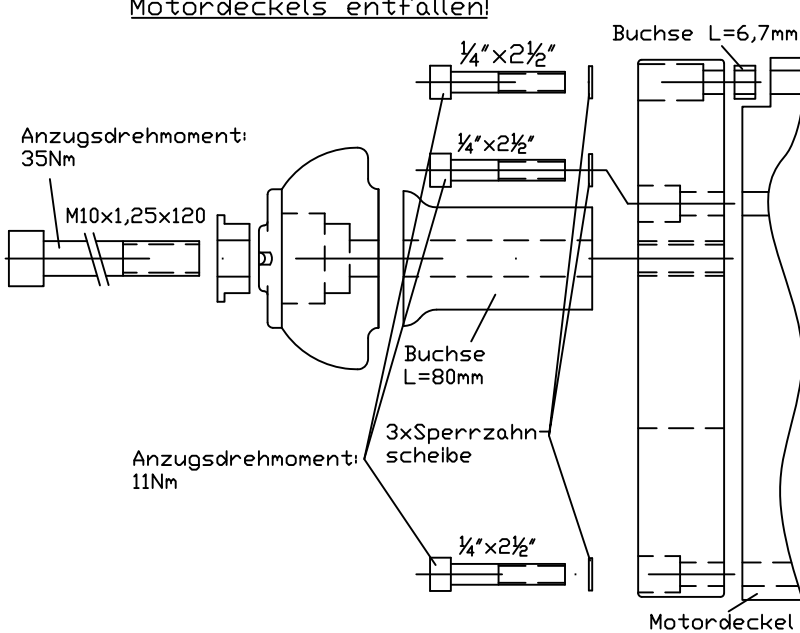 Motordeckels entfallen!
Buchse L=6,7mm
¼"x2½"
Anzugsdrehmoment:
35Nm
¼"x2½"
M10x1,25x120
Buchse
L=80mm
3xSperrzahn-
scheibe
Anzugsdrehmoment:
11Nm
¼"x2½"
Motordeckel